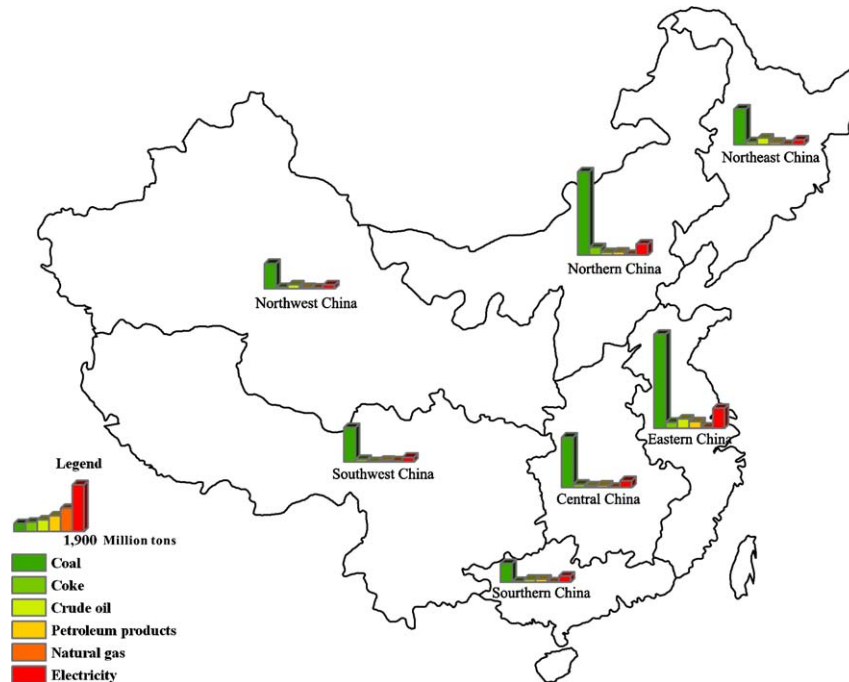 Northeast China
Northern China
Northwest China
Eastern China
Southwest China
Central China
Sourthern China
Legend
1,900 Million tons
Coal
Coke
Crude oil
Petroleum products
Natural gas
Electricity